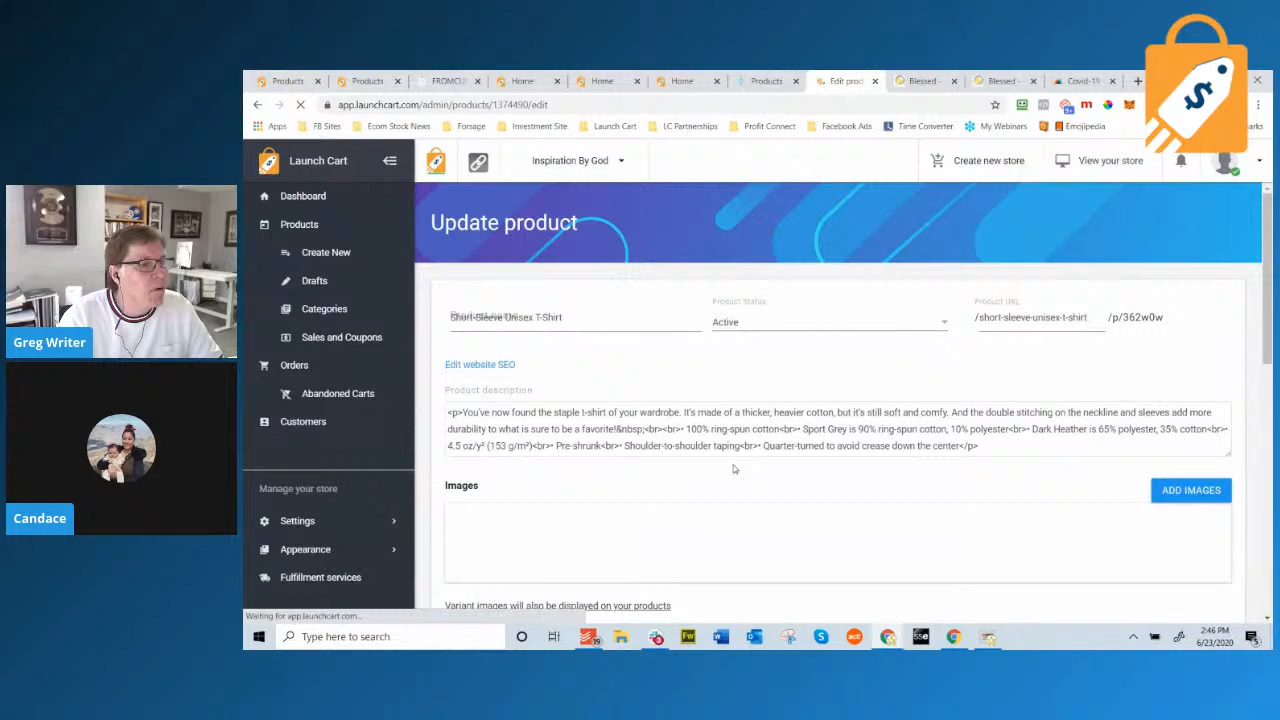 Products
Products
FROMCU
Home
Home
Home
Products
Edit prod
Blessed -
Blessed -
Covid-19
app.launchcart.com/admin/products/1374490/edit
Apps
FB Sites
Ecom Stock News
Forsage
Investment Site
Launch Cart
LC Partnerships
Profit Connect
Facebook Ads
Time Converter
My Webinars
Emojipedia
Launch Cart
Inspiration By God
Create new store
View your store
Dashboard
Products
Create New
Drafts
Categories
Sales and Coupons
Orders
Abandoned Carts
Customers
Manage your store
Settings
Appearance
Fulfillment services
Update product
Short-Sleeve Unisex T-Shirt
Product Status
Active
Product URL
/short-sleeve-unisex-t-shirt
/p/362w0w
Edit website SEO
Product description
<p>You've now found the staple t-shirt of your wardrobe. It's made of a thicker, heavier cotton, but it's still soft and comfy. And the double stitching on the neckline and sleeves add more
durability to what is sure to be a favorite!&nbsp;<br><br>• 100% ring-spun cotton<br>• Sport Grey is 90% ring-spun cotton, 10% polyester<br>• Dark Heather is 65% polyester, 35% cotton<br>•
4.5 oz/y² (153 g/m²)<br>• Pre-shrunk<br>• Shoulder-to-shoulder taping<br>• Quarter-turned to avoid crease down the center</p>
Images
ADD IMAGES
Variant images will also be displayed on your products
Waiting for app.launchcart.com...
Type here to search
2:46 PM
6/23/2020
Greg Writer
Candace
$